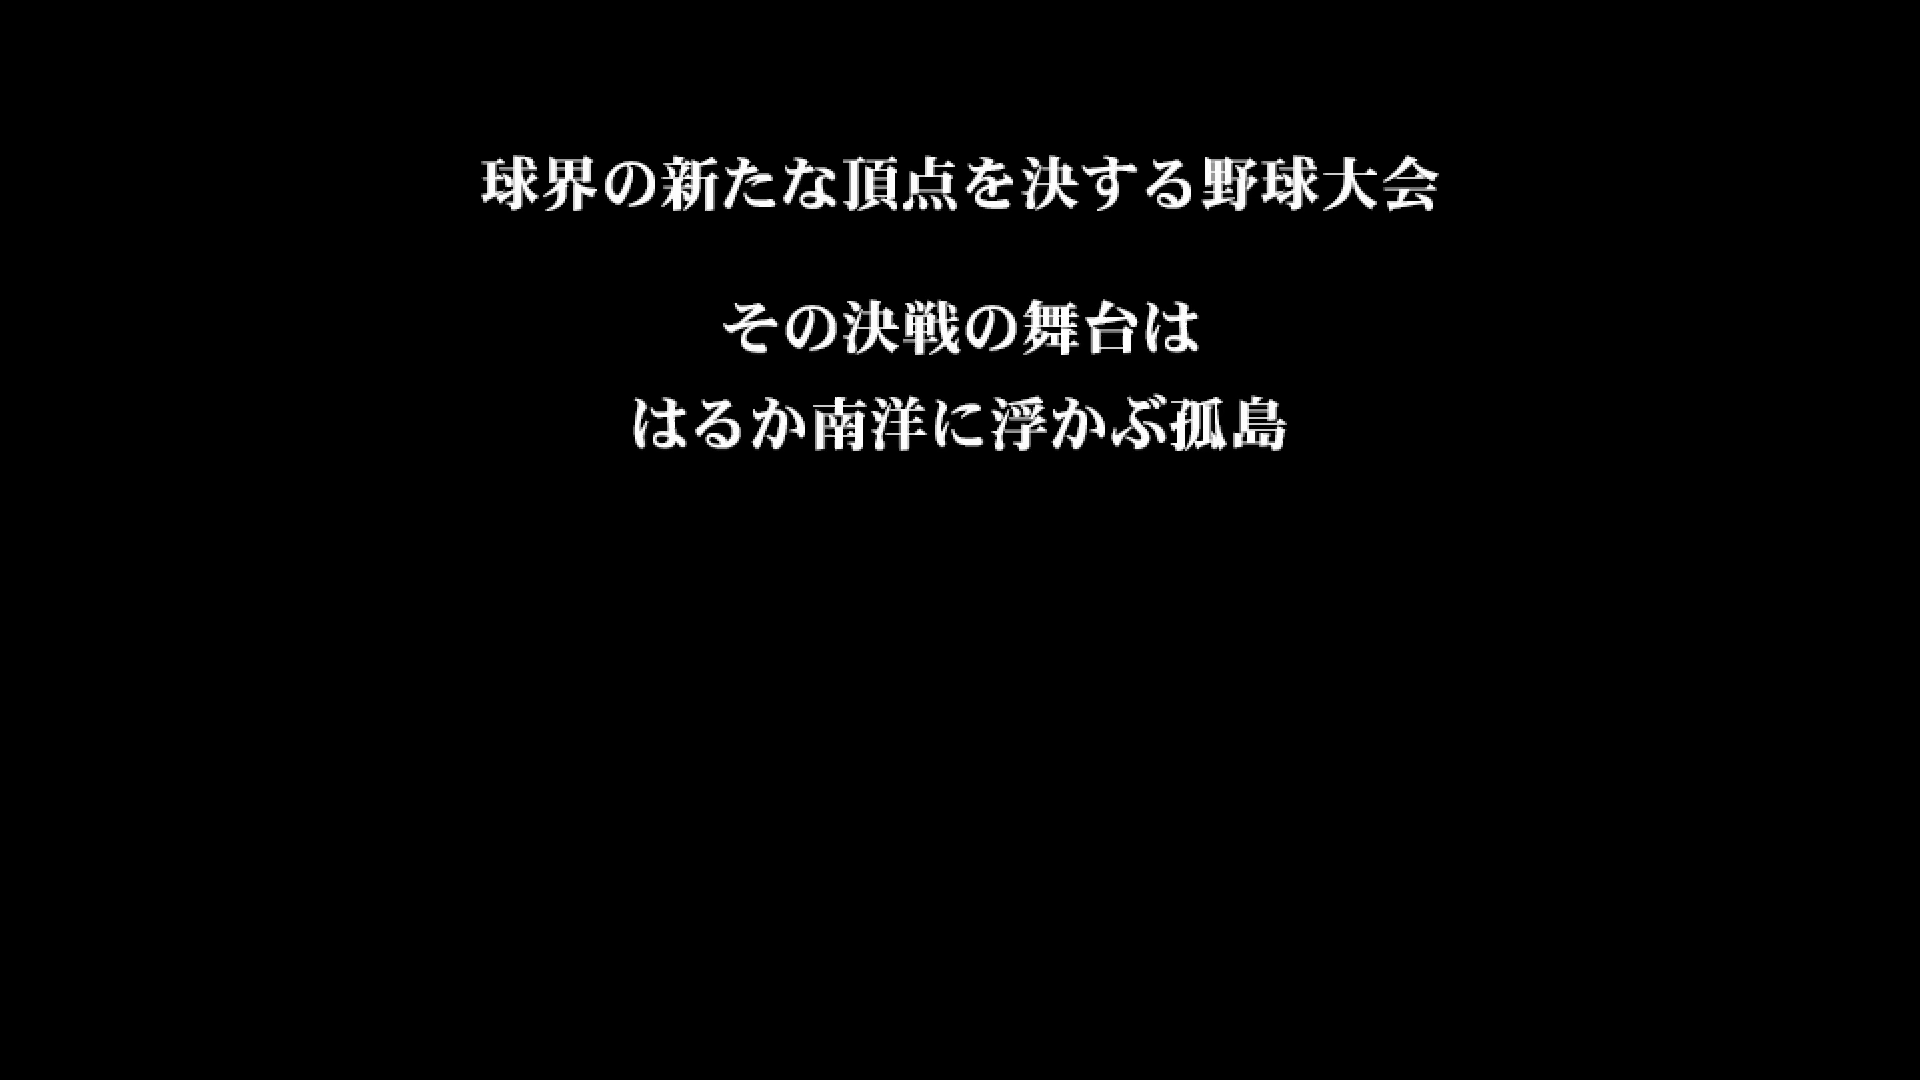 球界の新たな頂点を決する野球大会
その決戦の舞台は
はるか南洋に浮かぶ孤島